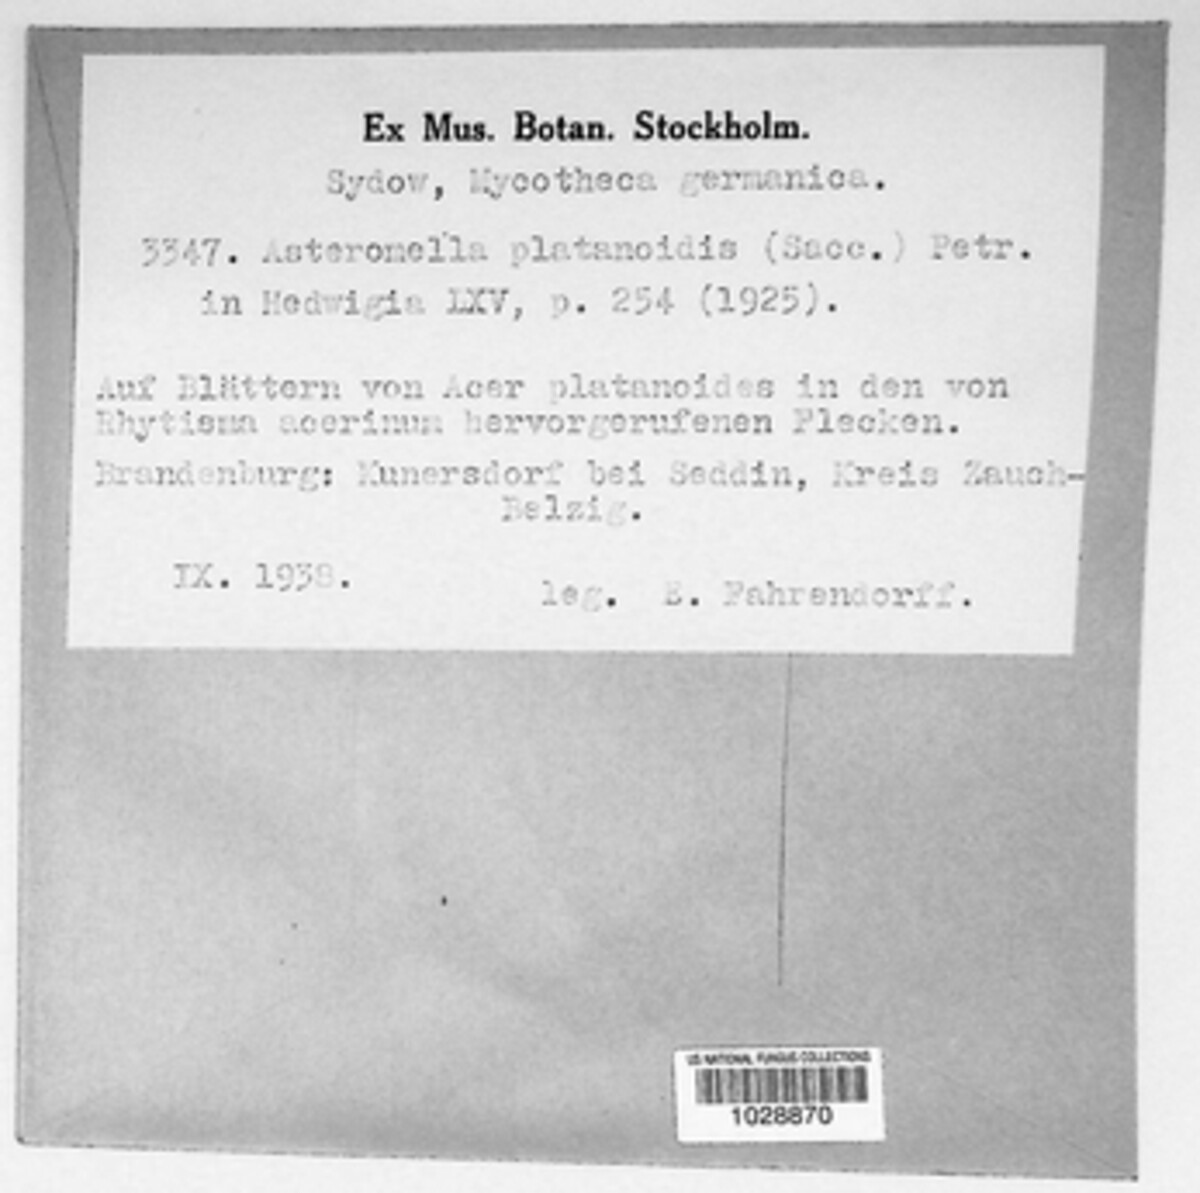 Ex Mus. Botan. Stockholm.
Sydow, Mycotheca germanica.
3347. Asteromella platanoidis (Sacc.) Petr.
in Hedwigia LXV, p. 254 (1925).
Auf Blättern von Acer platanoides in den von
Rhytisma acerinum hervorgerufenen Flecken.
Brandenburg: Kunersdorf bei Seddin, Kreis Zauch-
Belzig.
IX. 1938.
leg. E. Fahrendorff.
US NATIONAL FUNGUS COLLECTIONS
1028870